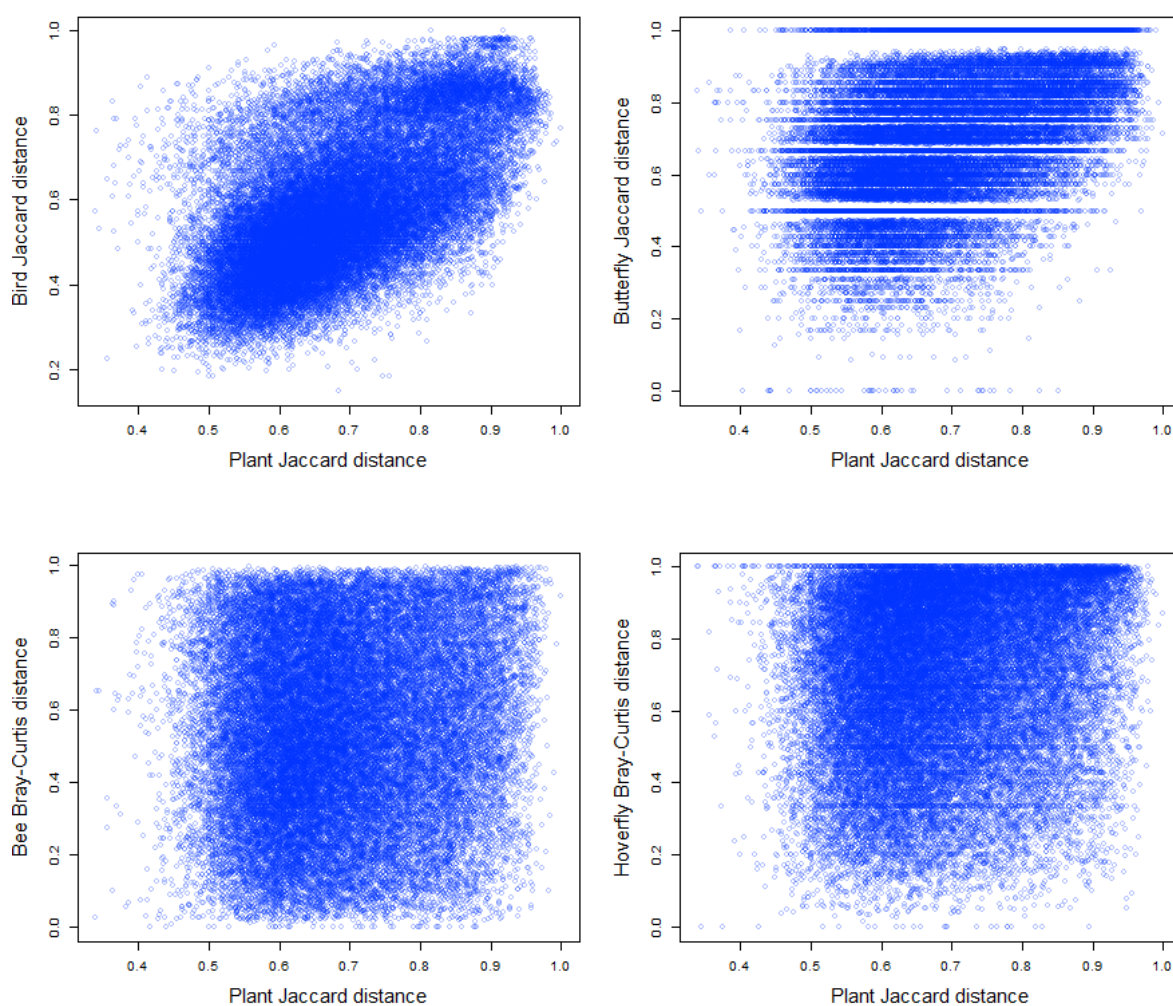 Bird Jaccard distance
1.0
0.8
0.6
0.4
0.2
0.4 0.5 0.6 0.7 0.8 0.9 1.0
Plant Jaccard distance
Butterfly Jaccard distance
1.0
0.8
0.6
0.4
0.2
0.0
0.4 0.5 0.6 0.7 0.8 0.9 1.0
Plant Jaccard distance
Bee Bray-Curtis distance
1.0
0.8
0.6
0.4
0.2
0.0
0.4 0.5 0.6 0.7 0.8 0.9 1.0
Plant Jaccard distance
Hoverfly Bray-Curtis distance
1.0
0.8
0.6
0.4
0.2
0.0
0.4 0.5 0.6 0.7 0.8 0.9 1.0
Plant Jaccard distance